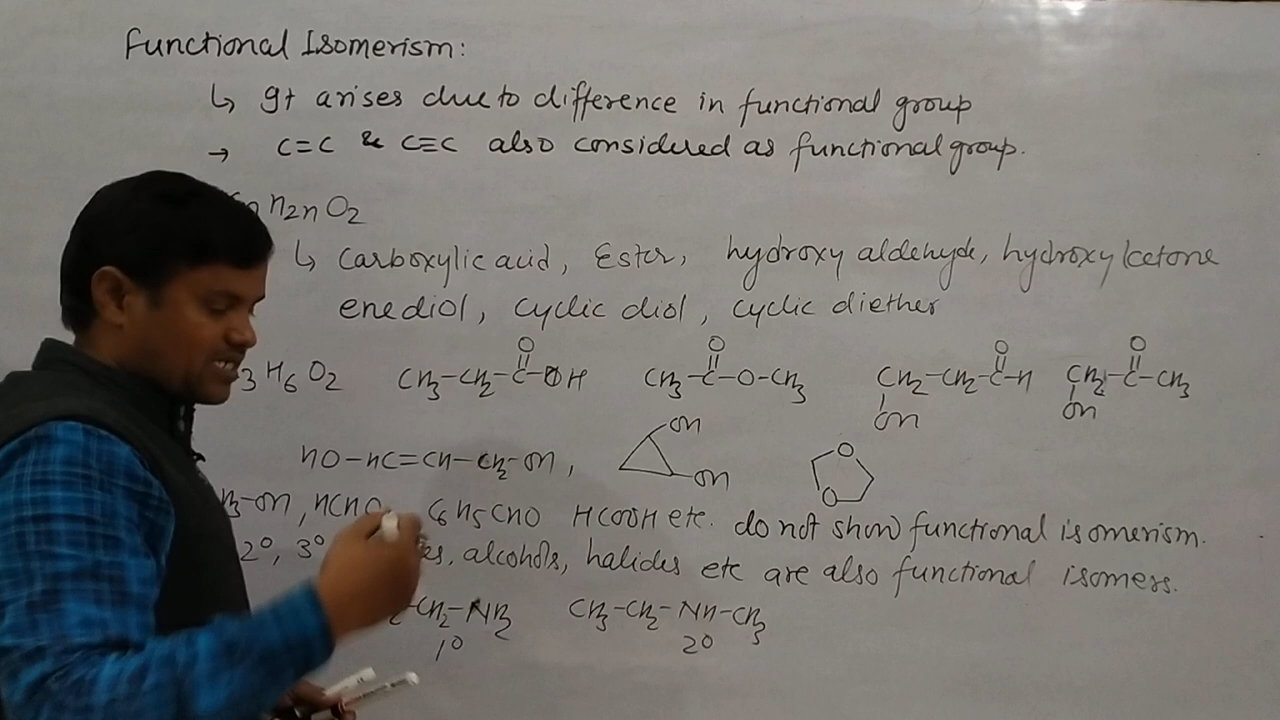 Functional Isomerism:
↳ It arises due to difference in functional group
→ C=C & C≡C also considered as functional group.
H2nO2
↳ Carboxylic acid, Ester, hydroxy aldehyde, hydroxy ketone
enediol, cyclic diol, cyclic diether
3H6O2 CH3-CH2-C(=O)-OH CH3-C(=O)-O-CH3 CH2(OH)-CH2-C(=O)-H CH2(OH)-C(=O)-CH3
HO-HC=CH-CH2-OH, OH OH O O
-OH, HCHO C6H5CHO HCOOH etc. do not show functional isomerism.
2°, 3° alcohols, halides etc are also functional isomers.
-CH2-NH2 CH3-CH2-NH-CH3
1° 2°